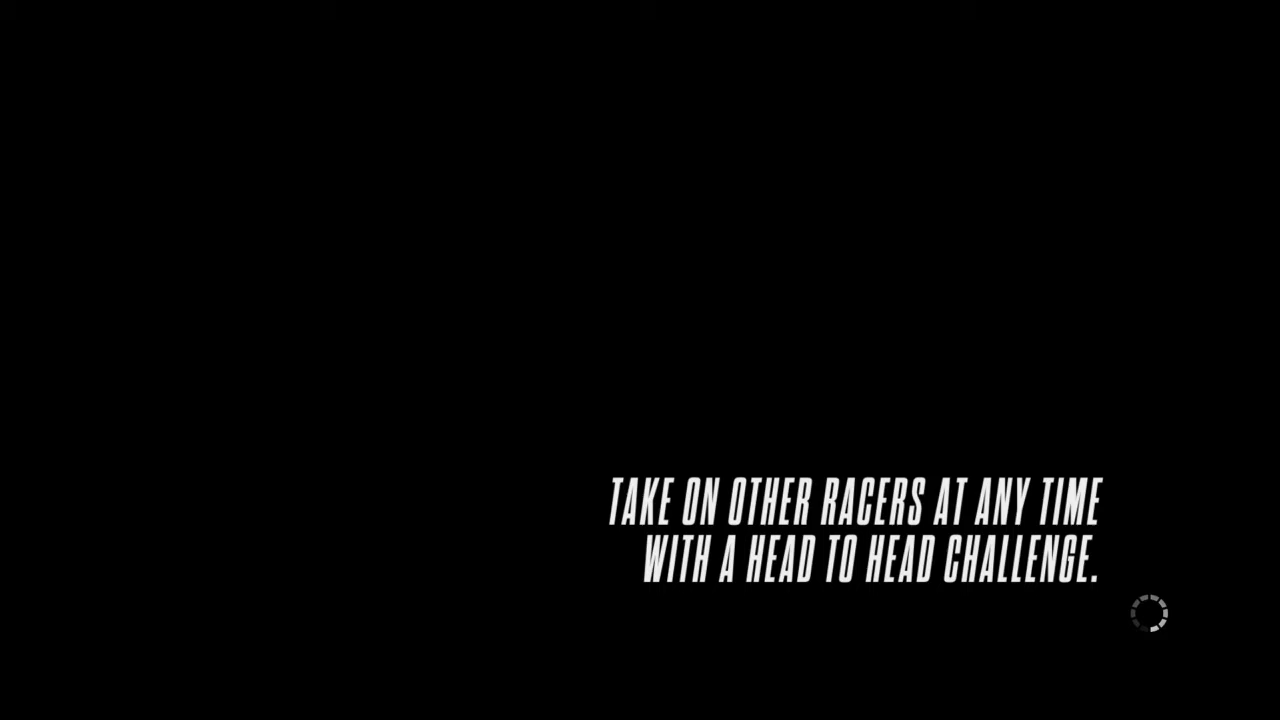 TAKE ON OTHER RACERS AT ANY TIME
WITH A HEAD TO HEAD CHALLENGE.